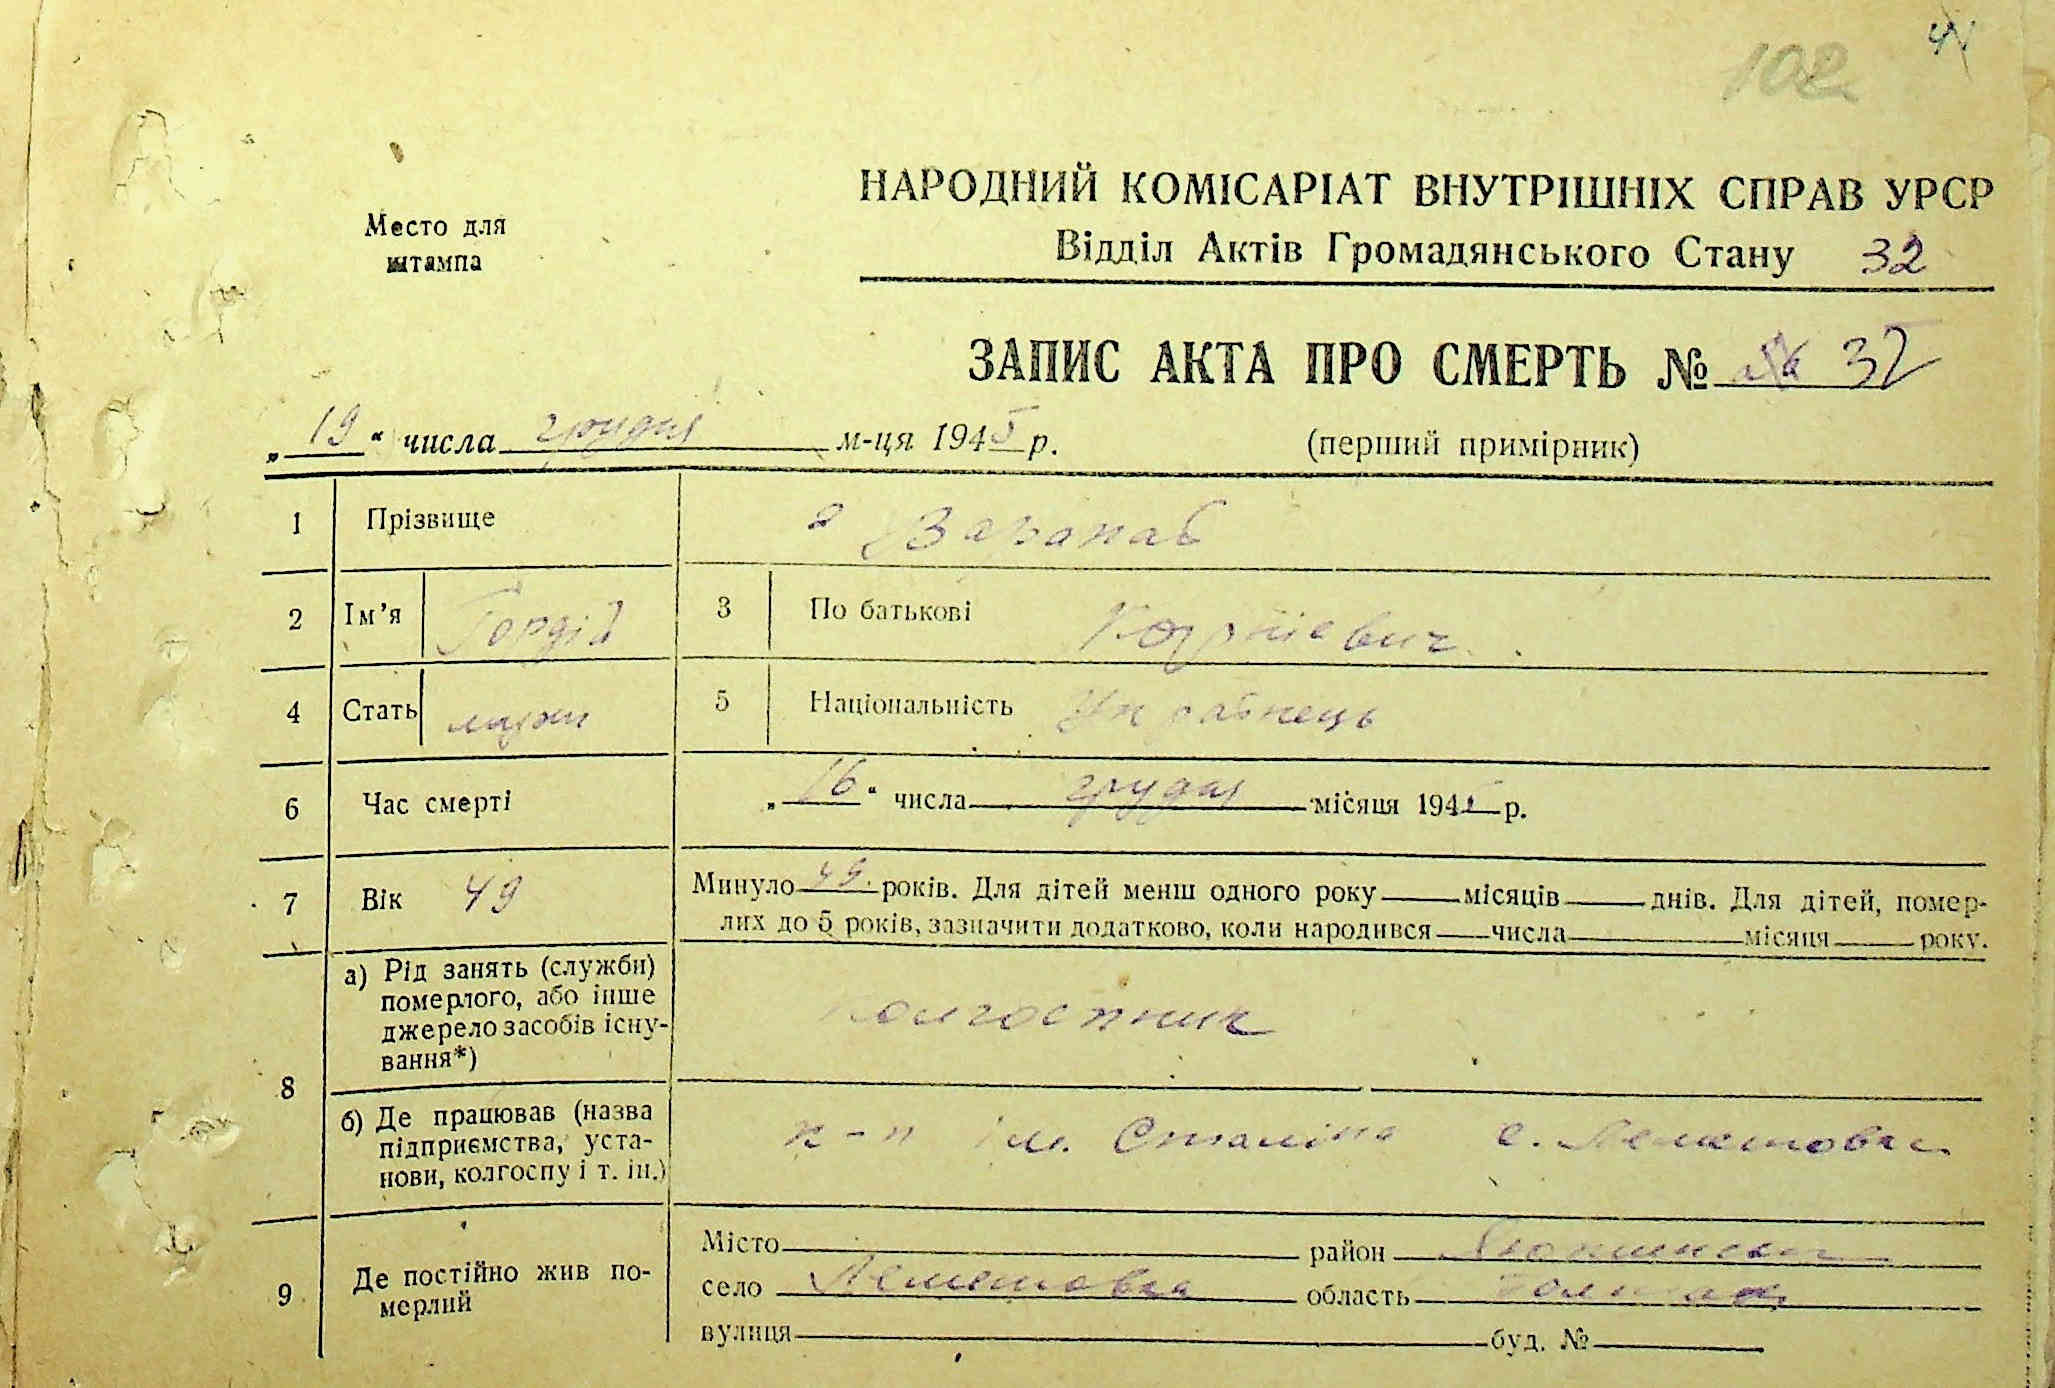 102
НАРОДНИЙ КОМІСАРІАТ ВНУТРІШНІХ СПРАВ УРСР
Место для
штампа
Відділ Актів Громадянського Стану 32
ЗАПИС АКТА ПРО СМЕРТЬ №
„19“ числа грудня м-ця 1945 р.
(перший примірник)
1 Прізвище
2 Ім’я Гордій 3 По батькові Корнієвич
4 Стать 5 Національність Українець
6 Час смерті „16“ числа грудня місяця 1945 р.
7 Вік 49 Минуло 49 років. Для дітей менш одного року місяців днів. Для дітей, помер-
лих до 5 років, зазначити додатково, коли народився числа місяця року.
8 а) Рід занять (служби)
померлого, або інше
джерело засобів існу-
вання*)
колгоспник
б) Де працював (назва
підприємства, уста-
нови, колгоспу і т. ін.)
к-п ім. Сталіна с.
9 Де постійно жив по-
мерлий
Місто район
село область
вулиця буд. №